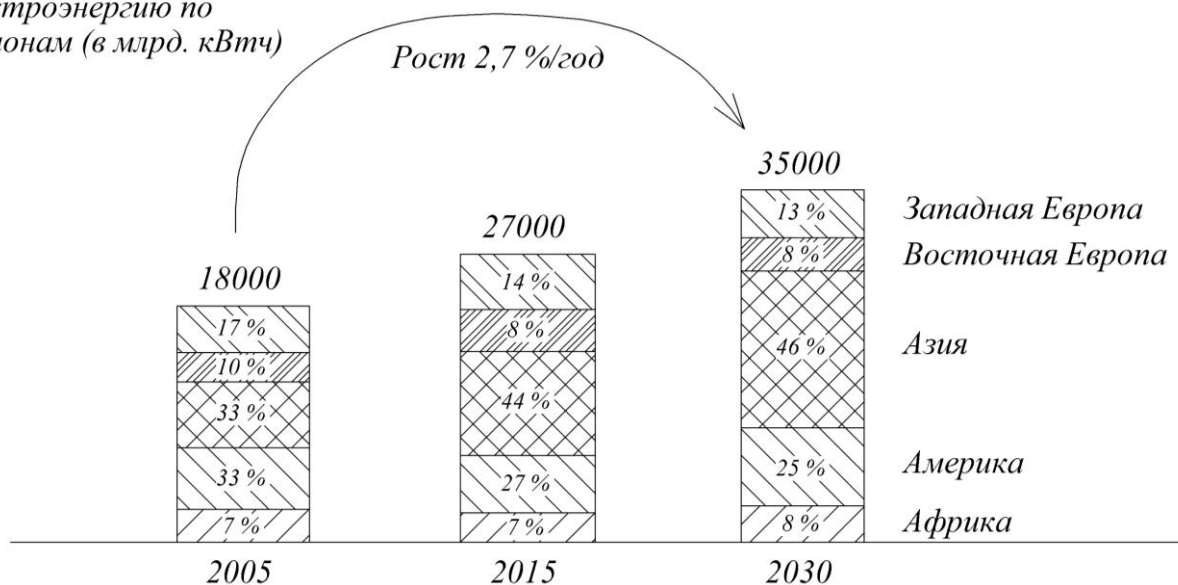 строэнергию по
онам (в млрд. кВтч)
Рост 2,7 %/год
35000
27000
18000
13 %
8 %
46 %
25 %
8 %
14 %
8 %
44 %
27 %
7 %
17 %
10 %
33 %
33 %
7 %
Западная Европа
Восточная Европа
Азия
Америка
Африка
2005
2015
2030